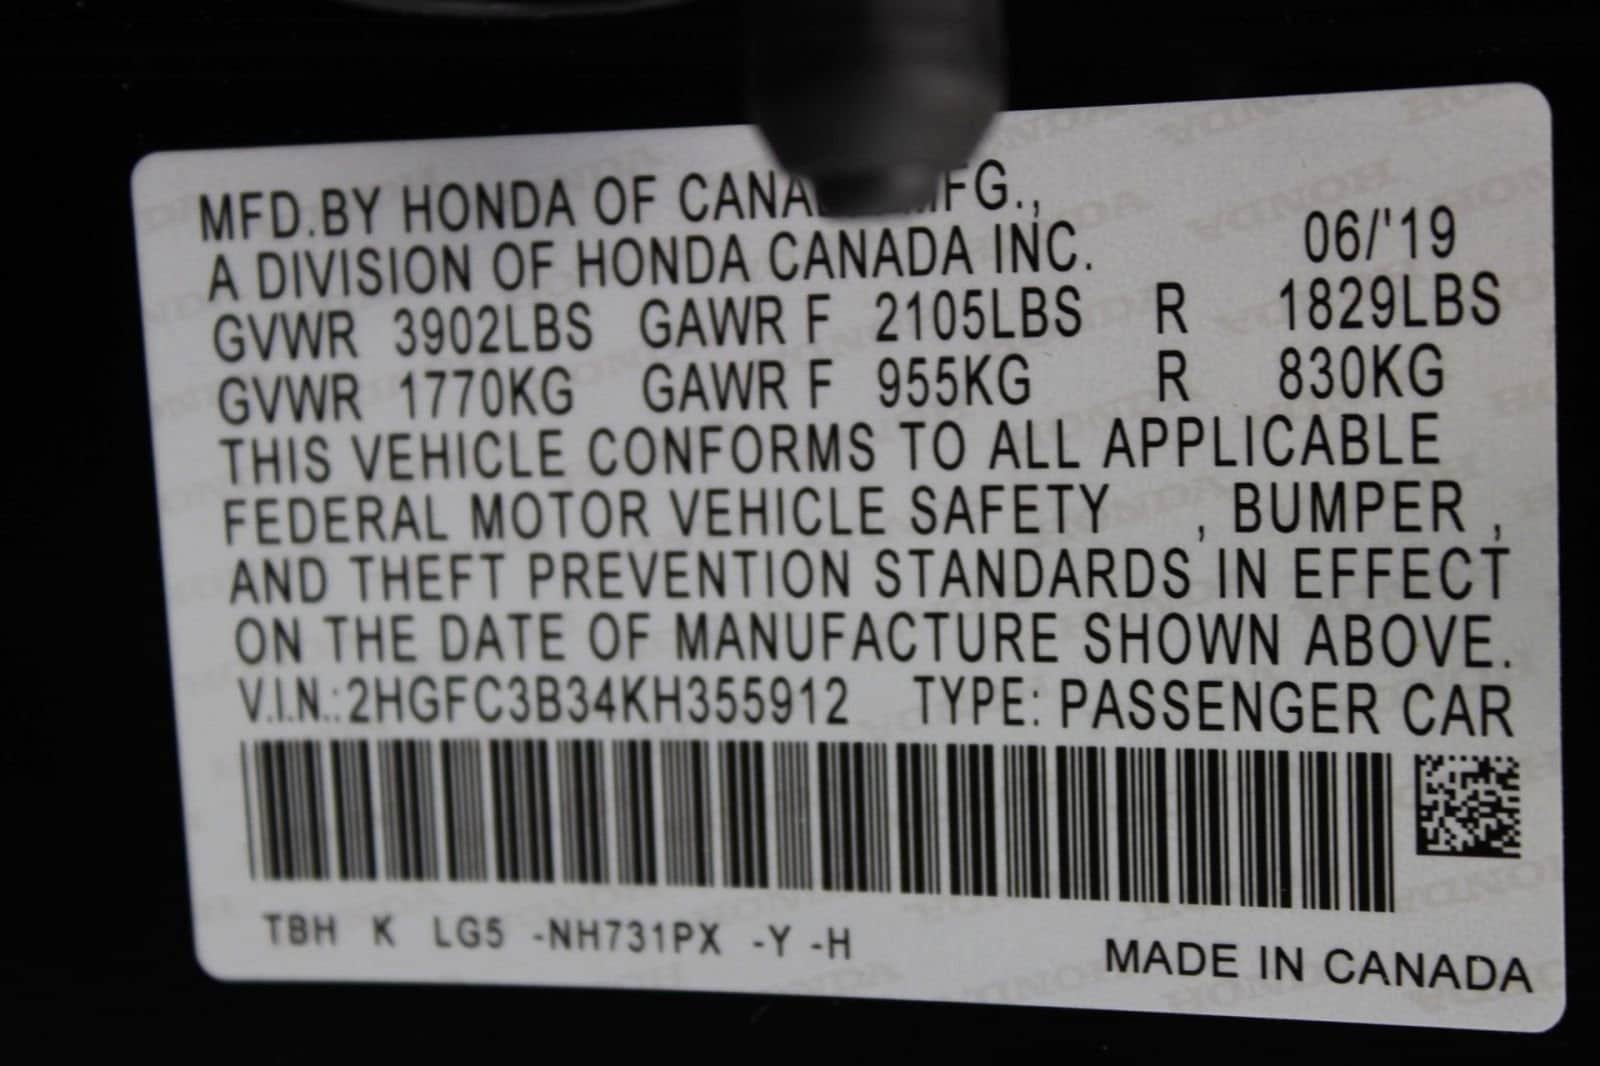 MFD.BY HONDA OF CANADA MFG.,
A DIVISION OF HONDA CANADA INC. 06/'19
GVWR 3902LBS GAWR F 2105LBS R 1829LBS
GVWR 1770KG GAWR F 955KG R 830KG
THIS VEHICLE CONFORMS TO ALL APPLICABLE
FEDERAL MOTOR VEHICLE SAFETY , BUMPER ,
AND THEFT PREVENTION STANDARDS IN EFFECT
ON THE DATE OF MANUFACTURE SHOWN ABOVE.
V.I.N.:2HGFC3B34KH355912 TYPE: PASSENGER CAR
TBH K LG5 -NH731PX -Y -H
MADE IN CANADA